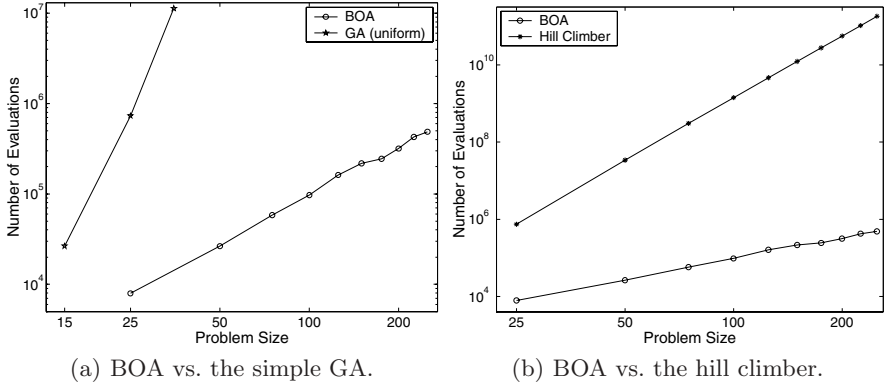 10^7
10^6
10^5
10^4
Number of Evaluations
BOA
GA (uniform)
15
25
50
100
200
Problem Size
(a) BOA vs. the simple GA.
10^10
10^8
10^6
10^4
Number of Evaluations
BOA
Hill Climber
25
50
100
200
Problem Size
(b) BOA vs. the hill climber.